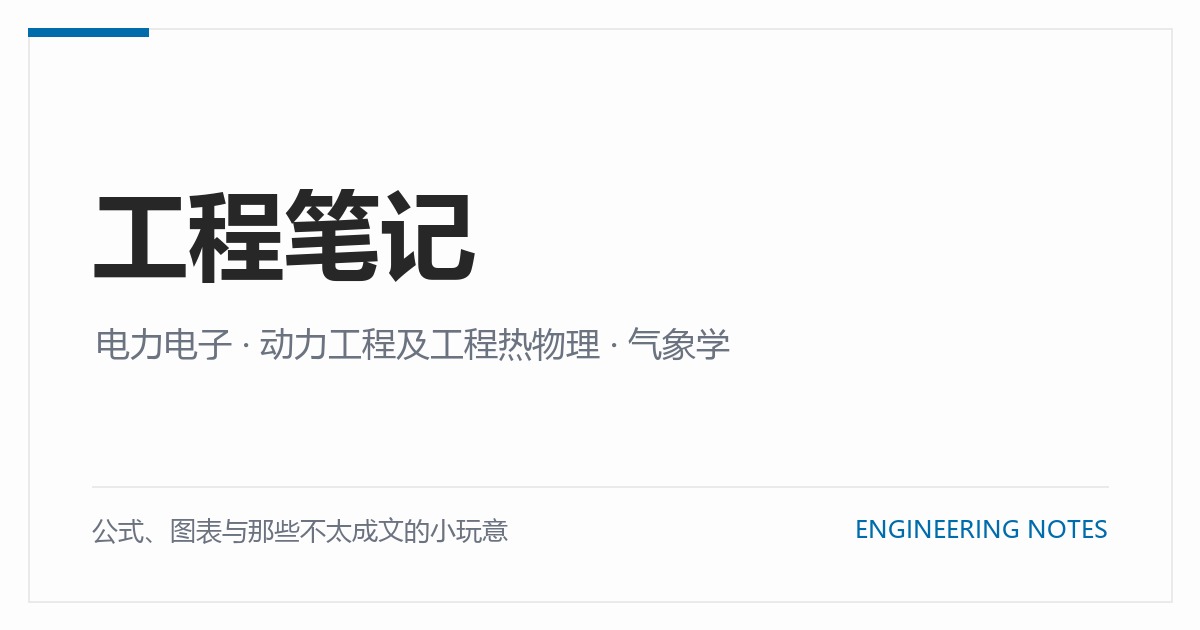 工程笔记
电力电子 · 动力工程及工程热物理 · 气象学
公式、图表与那些不太成文的小玩意
ENGINEERING NOTES